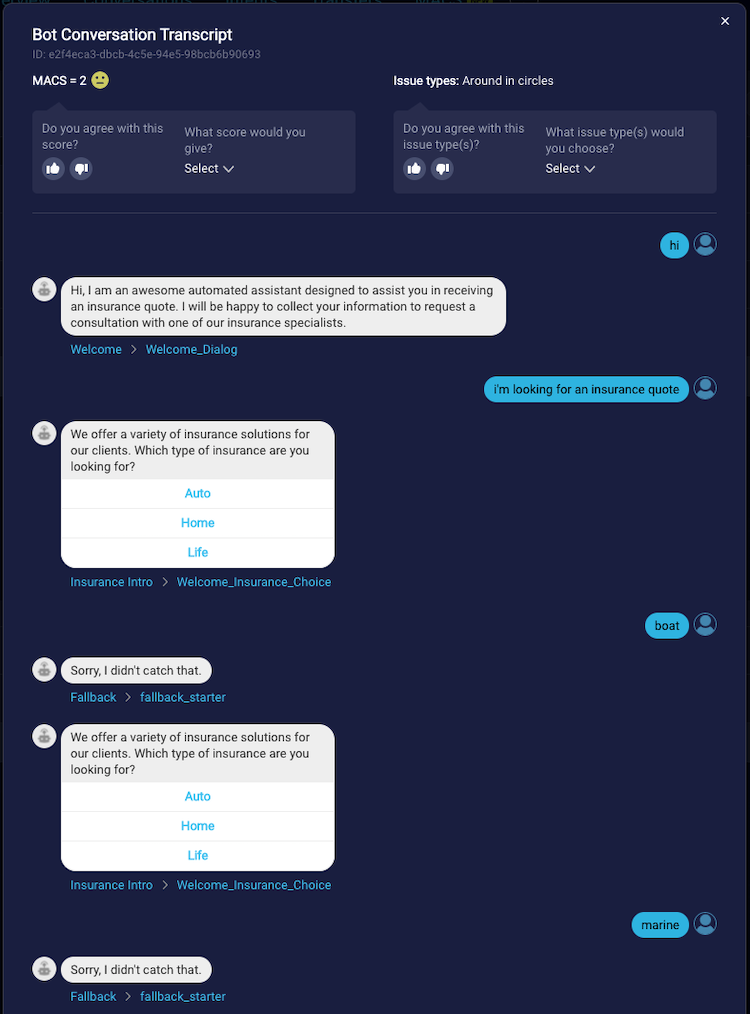 Bot Conversation Transcript
ID: e2f4eca3-dbcb-4c5e-94e5-98bcb6b90693
MACS = 2
Issue types: Around in circles
Do you agree with this
score?
What score would you
give?
Select
Do you agree with this
issue type(s)?
What issue type(s) would
you choose?
Select
hi
Hi, I am an awesome automated assistant designed to assist you in receiving
an insurance quote. I will be happy to collect your information to request a
consultation with one of our insurance specialists.
Welcome > Welcome_Dialog
i'm looking for an insurance quote
We offer a variety of insurance solutions for
our clients. Which type of insurance are you
looking for?
Auto
Home
Life
Insurance Intro > Welcome_Insurance_Choice
boat
Sorry, I didn't catch that.
Fallback > fallback_starter
We offer a variety of insurance solutions for
our clients. Which type of insurance are you
looking for?
Auto
Home
Life
Insurance Intro > Welcome_Insurance_Choice
marine
Sorry, I didn't catch that.
Fallback > fallback_starter